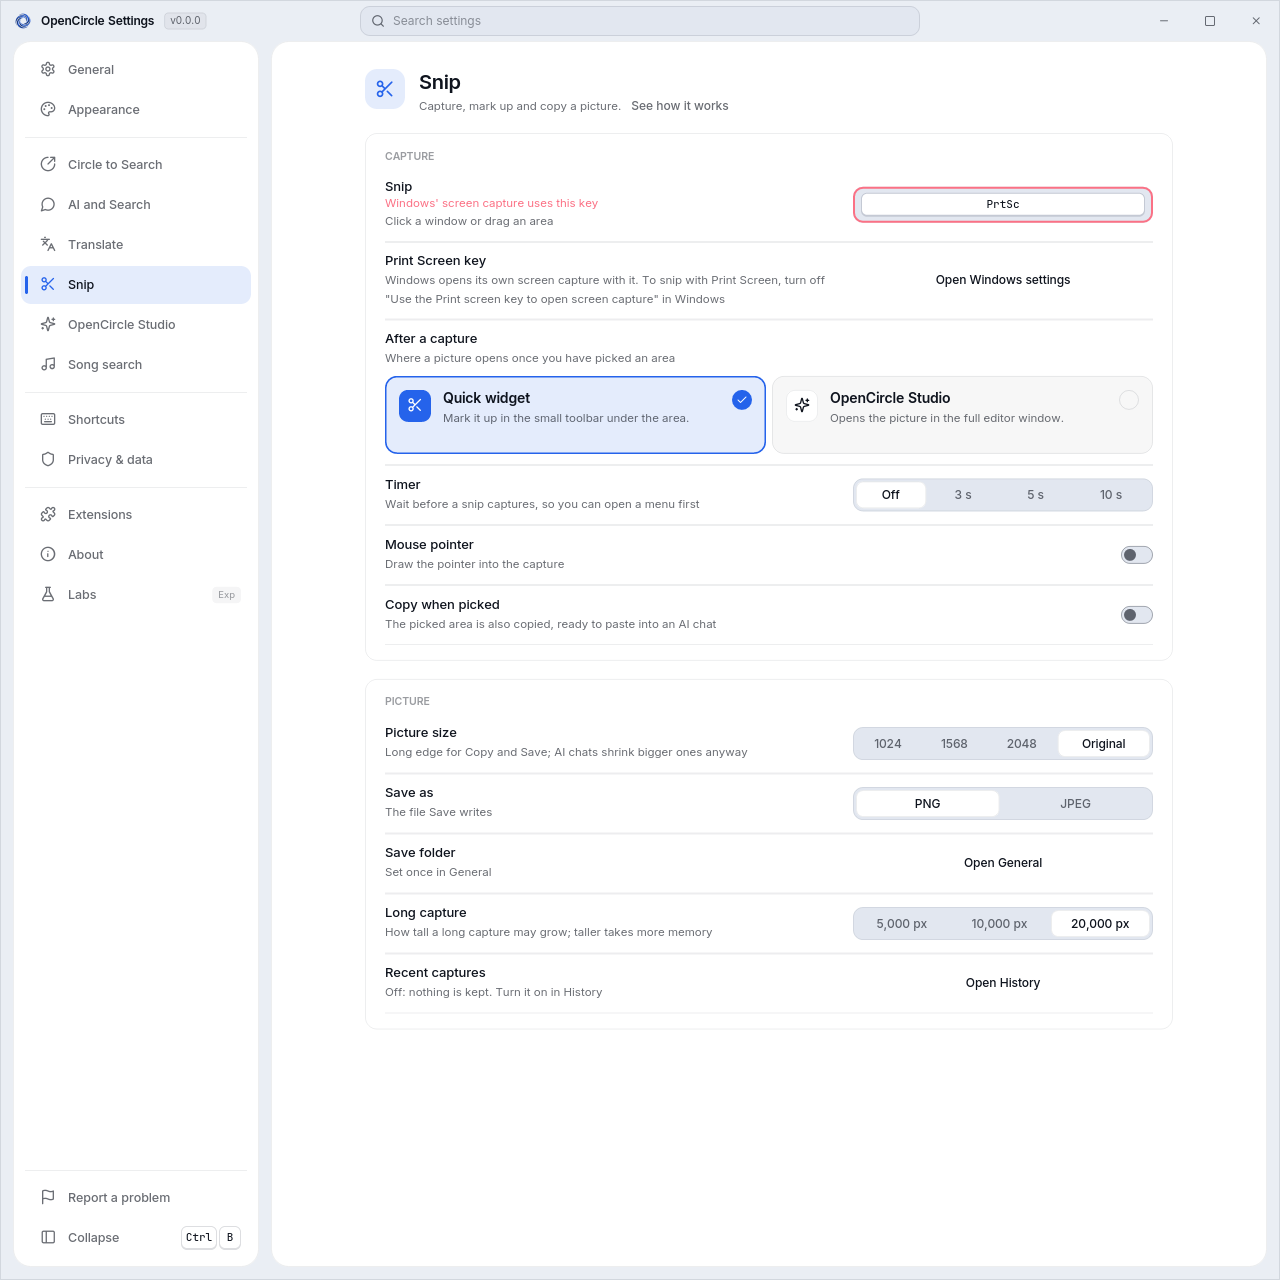 OpenCircle Settings v0.0.0
Search settings
General
Appearance
Circle to Search
AI and Search
Translate
Snip
OpenCircle Studio
Song search
Shortcuts
Privacy & data
Extensions
About
Labs Exp
Report a problem
Collapse Ctrl B
Snip
Capture, mark up and copy a picture. See how it works
CAPTURE
Snip
Windows' screen capture uses this key
Click a window or drag an area
PrtSc
Print Screen key
Windows opens its own screen capture with it. To snip with Print Screen, turn off
"Use the Print screen key to open screen capture" in Windows
Open Windows settings
After a capture
Where a picture opens once you have picked an area
Quick widget
Mark it up in the small toolbar under the area.
OpenCircle Studio
Opens the picture in the full editor window.
Timer
Wait before a snip captures, so you can open a menu first
Off 3 s 5 s 10 s
Mouse pointer
Draw the pointer into the capture
Copy when picked
The picked area is also copied, ready to paste into an AI chat
PICTURE
Picture size
Long edge for Copy and Save; AI chats shrink bigger ones anyway
1024 1568 2048 Original
Save as
The file Save writes
PNG JPEG
Save folder
Set once in General
Open General
Long capture
How tall a long capture may grow; taller takes more memory
5,000 px 10,000 px 20,000 px
Recent captures
Off: nothing is kept. Turn it on in History
Open History